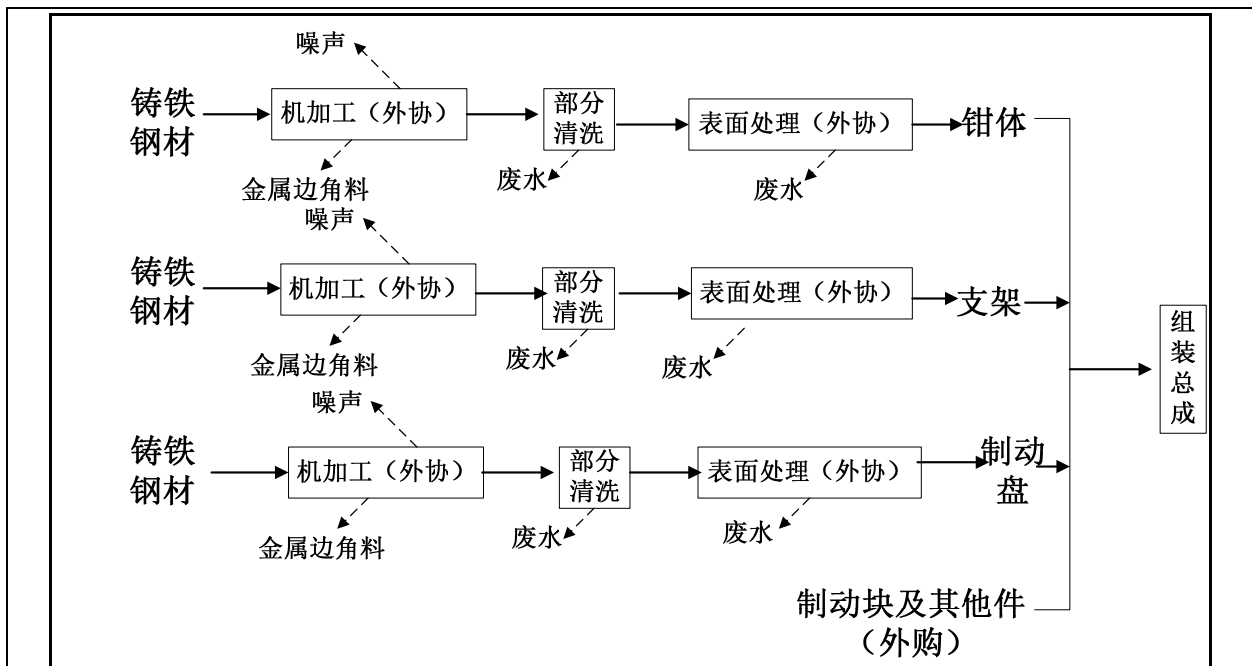 噪声
铸铁
钢材
机加工（外协）
部分
清洗
表面处理（外协）
钳体
金属边角料
废水
废水
噪声
铸铁
钢材
机加工（外协）
部分
清洗
表面处理（外协）
支架
金属边角料
废水
废水
组
装
总
成
噪声
铸铁
钢材
机加工（外协）
部分
清洗
表面处理（外协）
制动
盘
金属边角料
废水
废水
制动块及其他件
（外购）